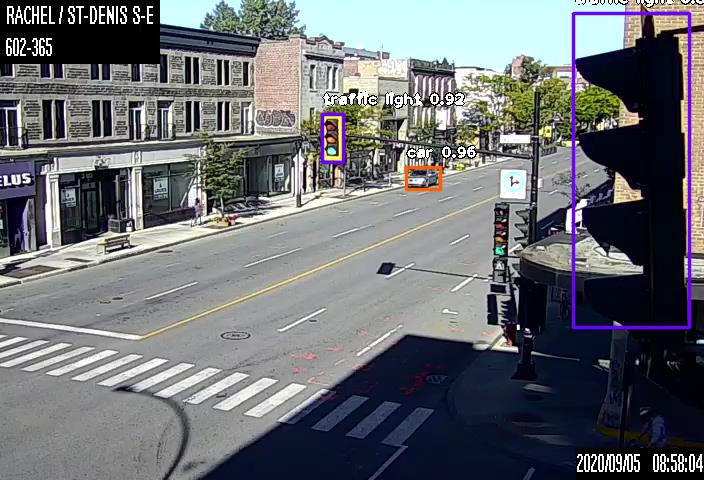 RACHEL / ST-DENIS S-E
602-365
traffic light 0.92
car 0.96
ELUS
2020/09/05 08:58:04